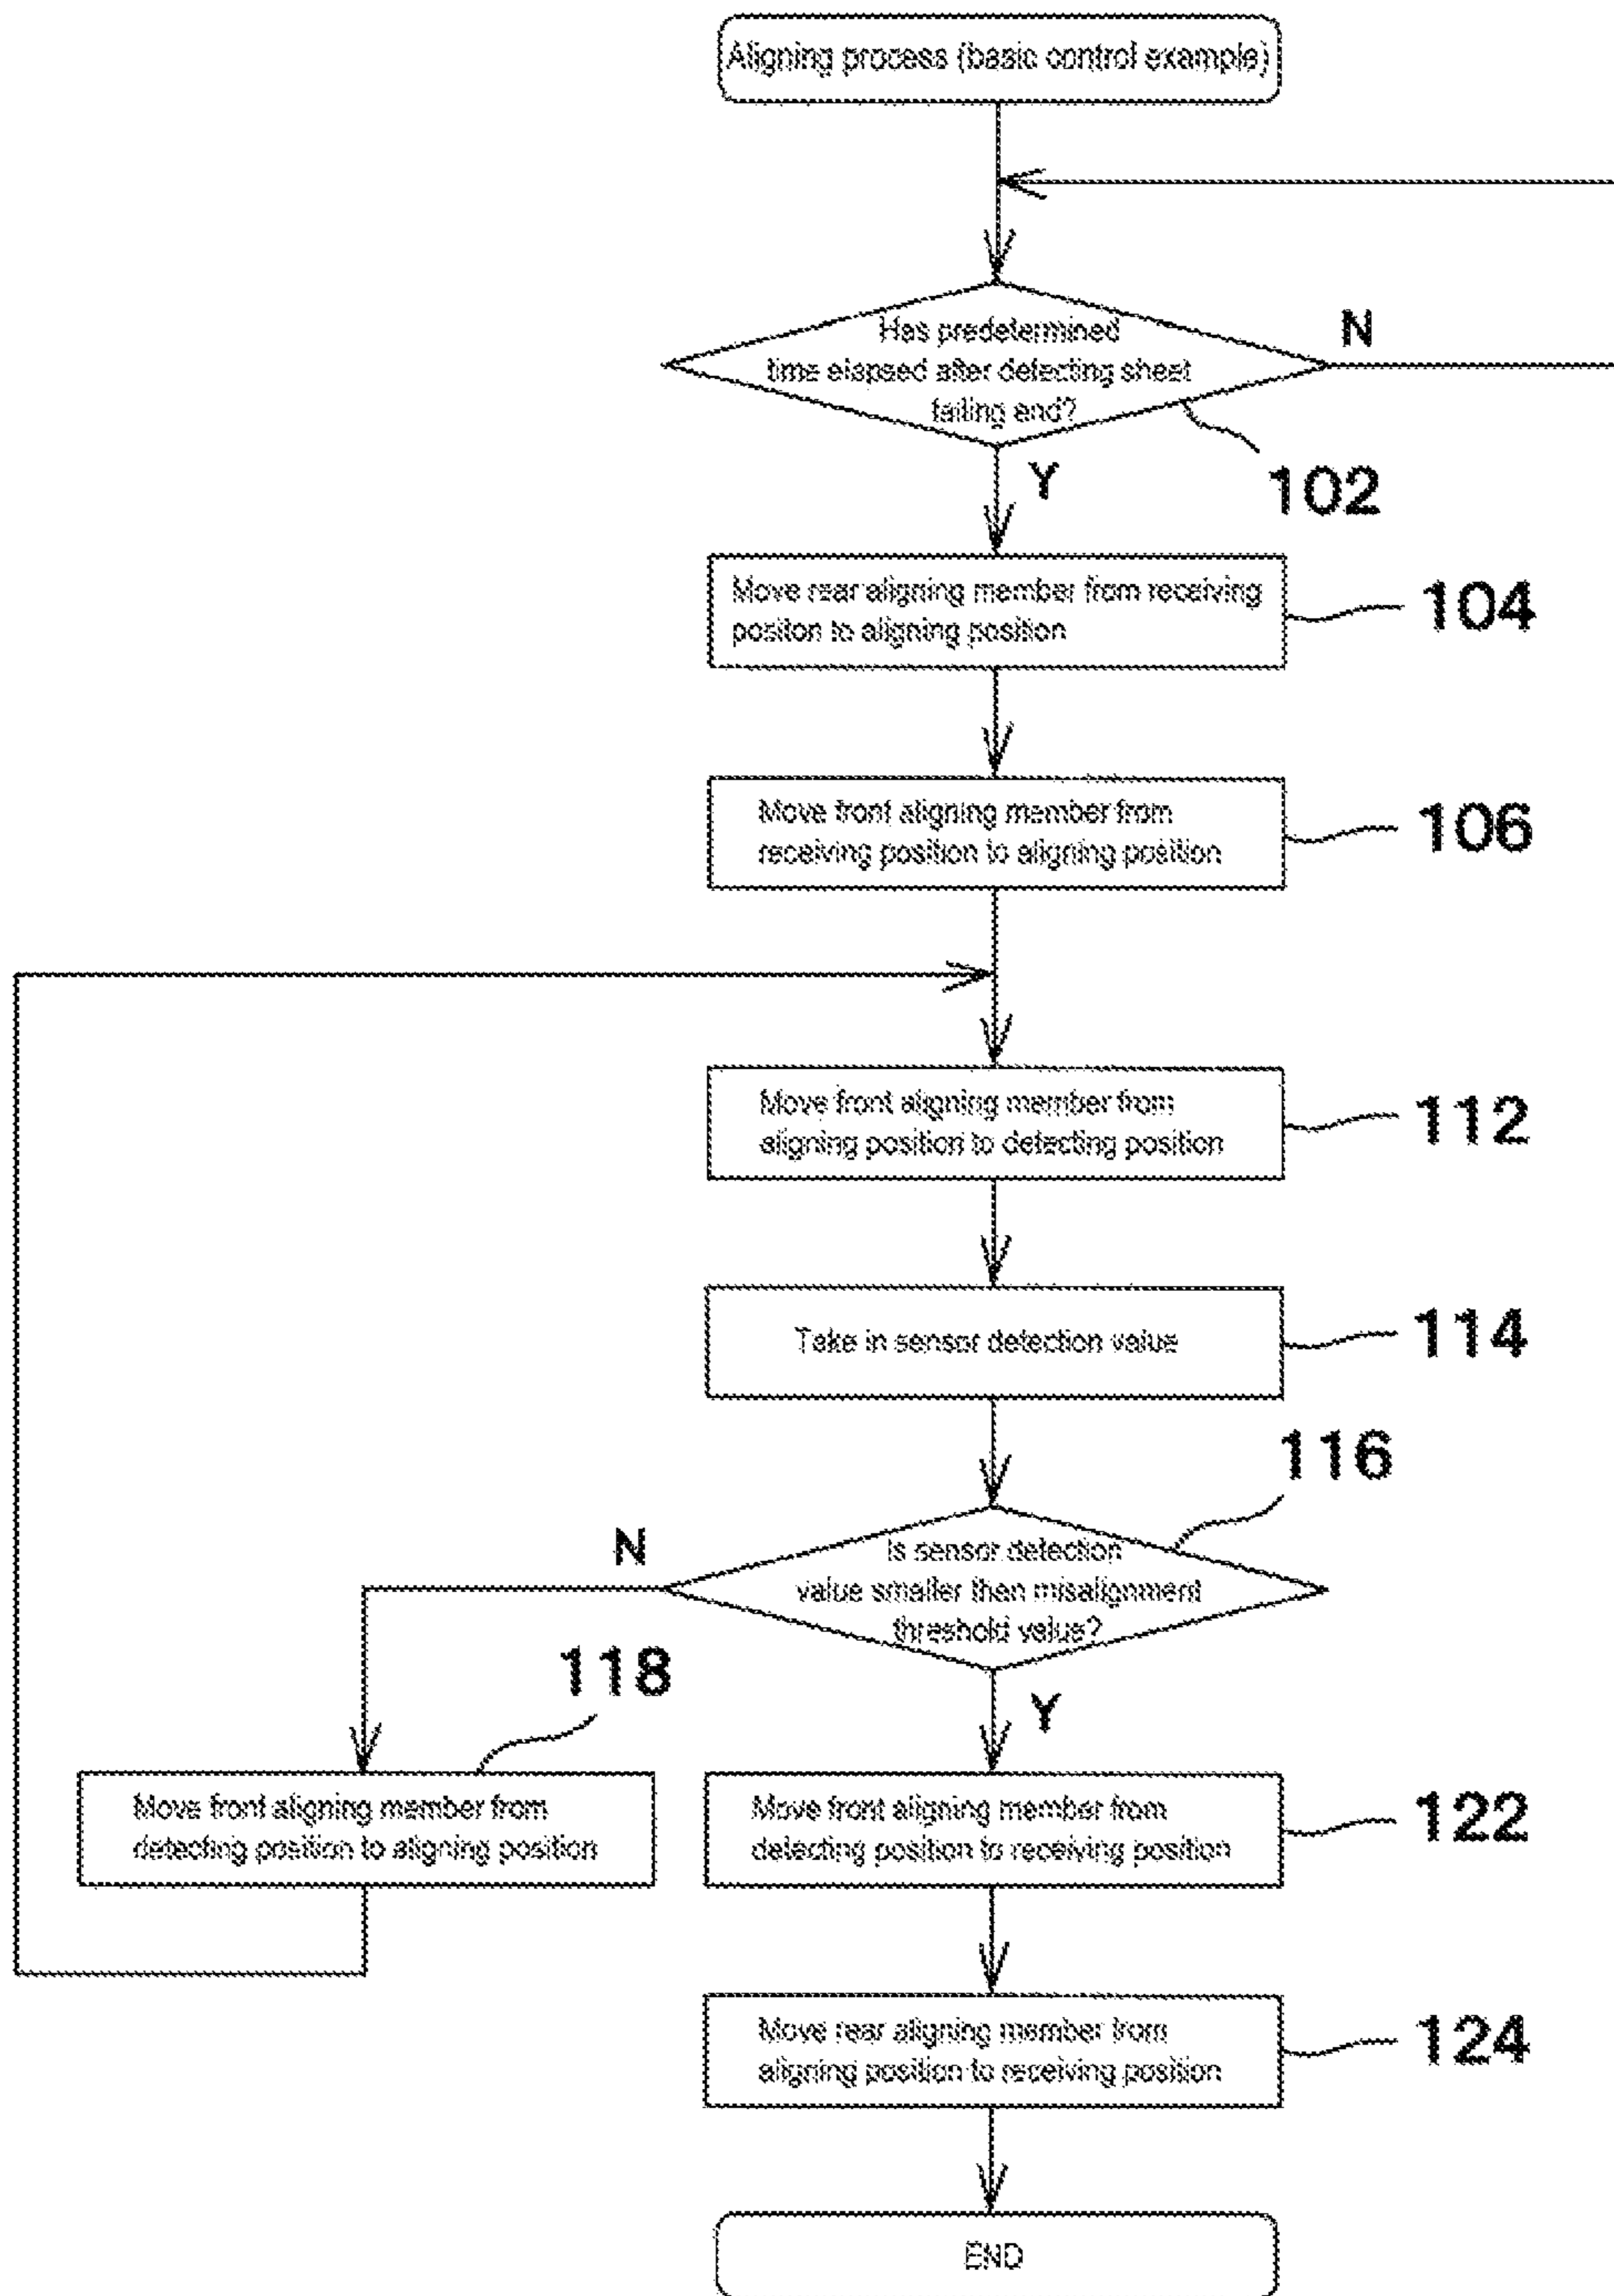 Aligning process (basic control example)
Has predetermined
time elapsed after detecting sheet
tailing end?
N
Y
102
Move rear aligning member from receiving
positon to aligning position
104
Move front aligning member from
receiving position to aligning position
106
Move front aligning member from
aligning position to detecting position
112
Take in sensor detection value
114
116
Is sensor detection
value smaller than misalignment
threshold value?
N
Y
118
Move front aligning member from
detecting position to aligning position
Move front aligning member from
detecting position to receiving position
122
Move rear aligning member from
aligning position to receiving position
124
END